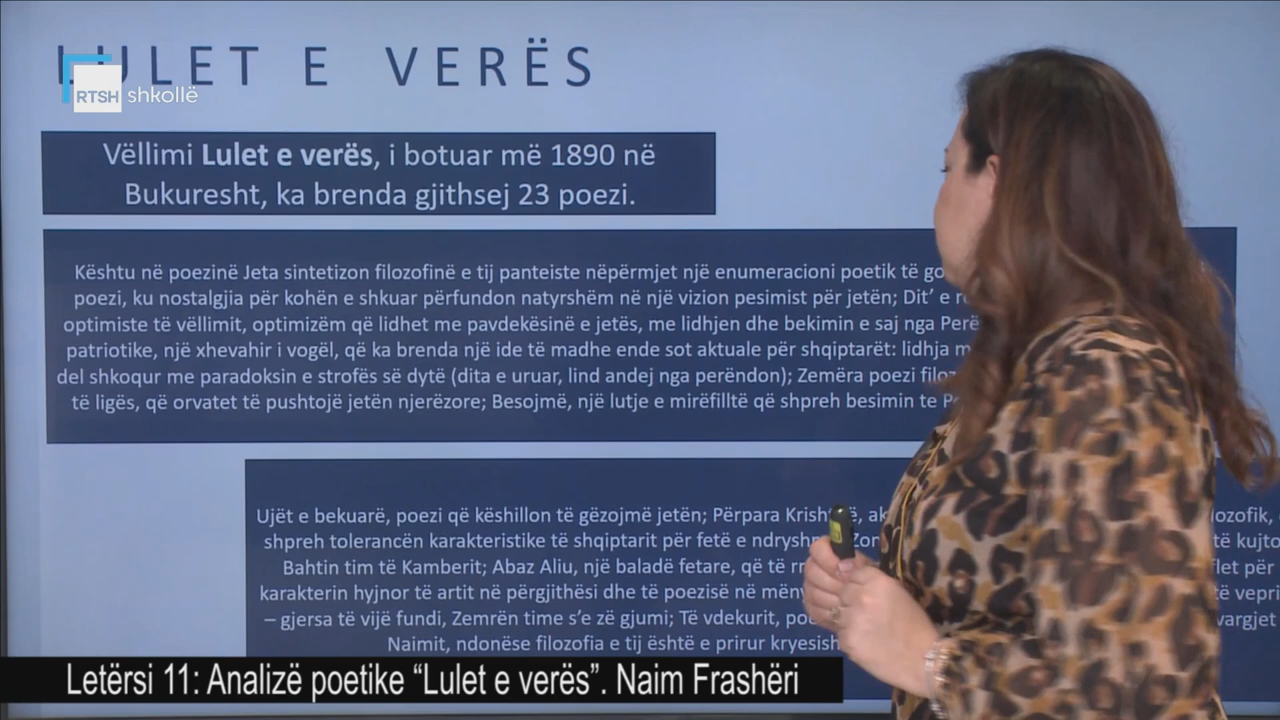 LULET E VERËS
RTSH shkollë
Vëllimi Lulet e verës, i botuar më 1890 në
Bukuresht, ka brenda gjithsej 23 poezi.
Kështu në poezinë Jeta sintetizon filozofinë e tij panteiste nëpërmjet një enumeracioni poetik të
poezi, ku nostalgjia për kohën e shkuar përfundon natyrshëm në një vizion pesimist për jetën; Dit’ e
optimiste të vëllimit, optimizëm që lidhet me pavdekësinë e jetës, me lidhjen dhe bekimin e saj nga
patriotike, një xhevahir i vogël, që ka brenda një ide të madhe ende sot aktuale për shqiptarët: lidhja
del shkoqur me paradoksin e strofës së dytë (dita e uruar, lind andej nga perëndon); Zemëra poezi
të ligës, që orvatet të pushtojë jetën njerëzore; Besojmë, një lutje e mirëfilltë që shpreh besimin te
Ujët e bekuarë, poezi që këshillon të gëzojmë jetën; Përpara
shpreh tolerancën karakteristike të shqiptarit për fetë e
Bahtin tim të Kamberit; Abaz Aliu, një baladë fetare, që të
karakterin hyjnor të artit në përgjithësi dhe të poezisë në
– gjersa të vijë fundi, Zemrën time s’e zë gjumi; Të vdekurit,
Naimit, ndonëse filozofia e tij është e prirur
Letërsi 11: Analizë poetike “Lulet e verës”. Naim Frashëri